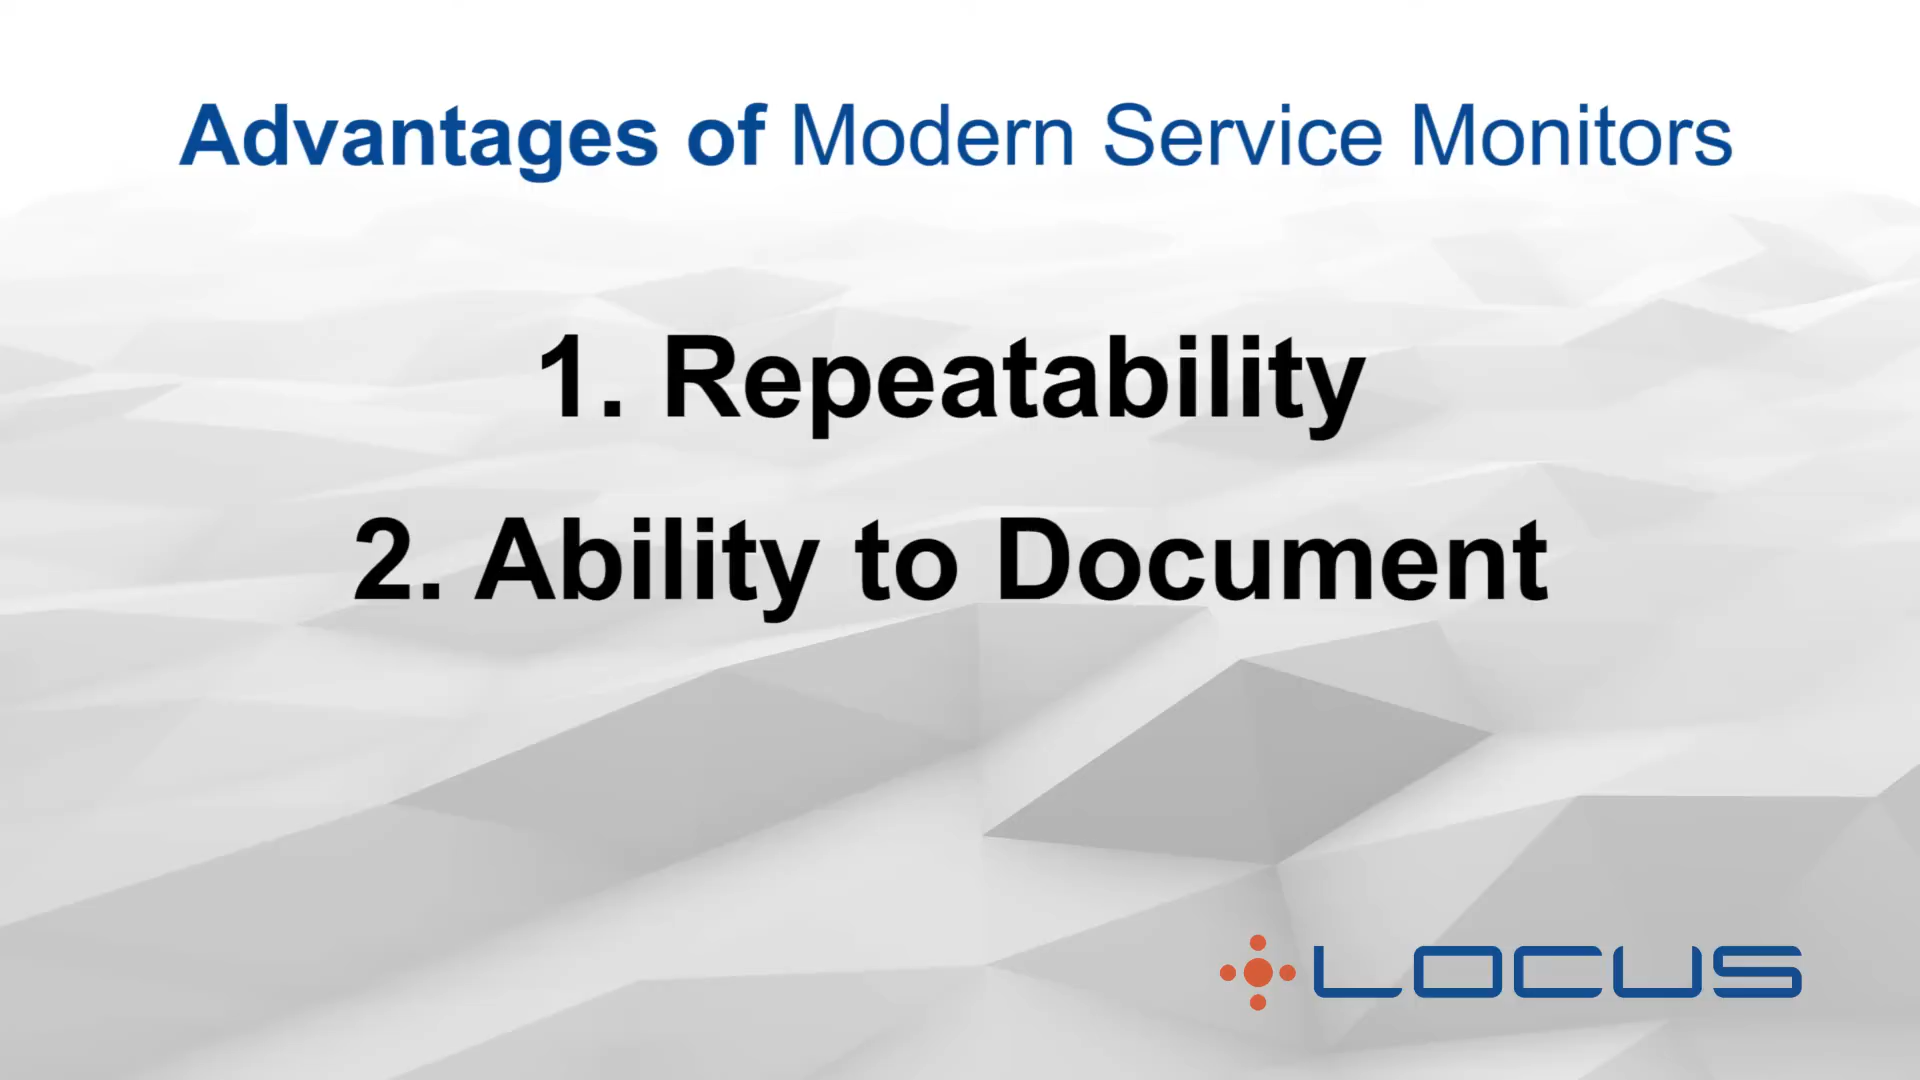 Advantages of Modern Service Monitors
1. Repeatability
2. Ability to Document
LOCUS